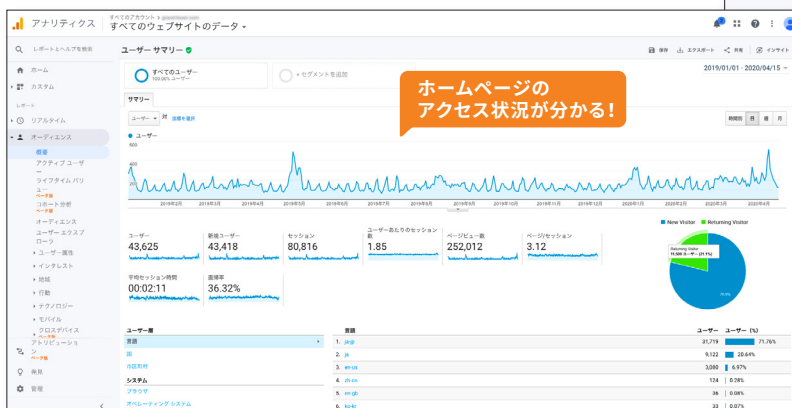 アナリティクス
すべてのアカウント >
すべてのウェブサイトのデータ
レポートとヘルプを検索
ユーザー サマリー
保存
エクスポート
共有
インサイト
ホーム
カスタム
レポート
リアルタイム
オーディエンス
概要
アクティブ ユーザ
ー
ライフタイム バリ
ュー
ベータ版
コホート分析
ベータ版
オーディエンス
ユーザー エクスプ
ローラ
ユーザー属性
インタレスト
地域
行動
テクノロジー
モバイル
クロスデバイス
ベータ版
アトリビューショ
ン
ベータ版
発見
管理
すべてのユーザー
100.00% ユーザー
+ セグメントを追加
2019/01/01 - 2020/04/15
ホームページの
アクセス状況が分かる!
サマリー
ユーザー
対
指標を選択
時間別
日
週
月
ユーザー
600
400
200
2019年2月
2019年3月
2019年4月
2019年5月
2019年6月
2019年7月
2019年8月
2019年9月
2019年10月
2019年11月
2019年12月
2020年1月
2020年2月
2020年3月
2020年4月
ユーザー
43,625
新規ユーザー
43,418
セッション
80,816
ユーザーあたりのセッション
数
1.85
ページビュー数
252,012
ページ/セッション
3.12
平均セッション時間
00:02:11
直帰率
36.32%
New Visitor
Returning Visitor
Returning Visitor
11,500 ユーザー (21.1%)
78.9%
ユーザー層
言語
国
市区町村
システム
ブラウザ
オペレーティング システム
言語
ユーザー
ユーザー (%)
1. ja-jp
31,719
71.76%
2. ja
9,122
20.64%
3. en-us
3,080
6.97%
4. zh-cn
124
0.28%
5. en-gb
36
0.08%
6. ko-kr
33
0.07%